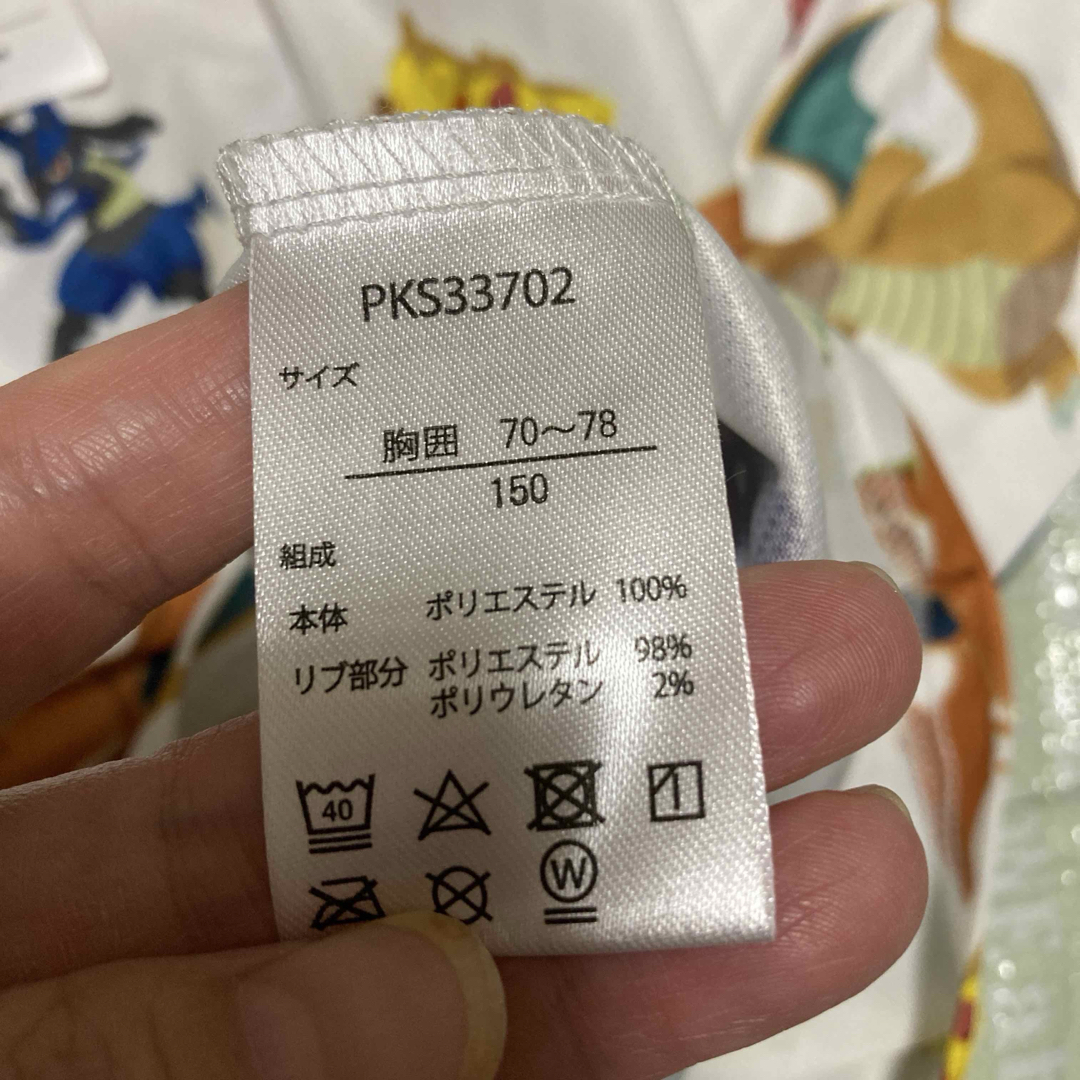 PKS33702
サイズ
胸囲 70〜78
150
組成
本体 ポリエステル 100%
リブ部分 ポリエステル 98%
ポリウレタン 2%
40
W